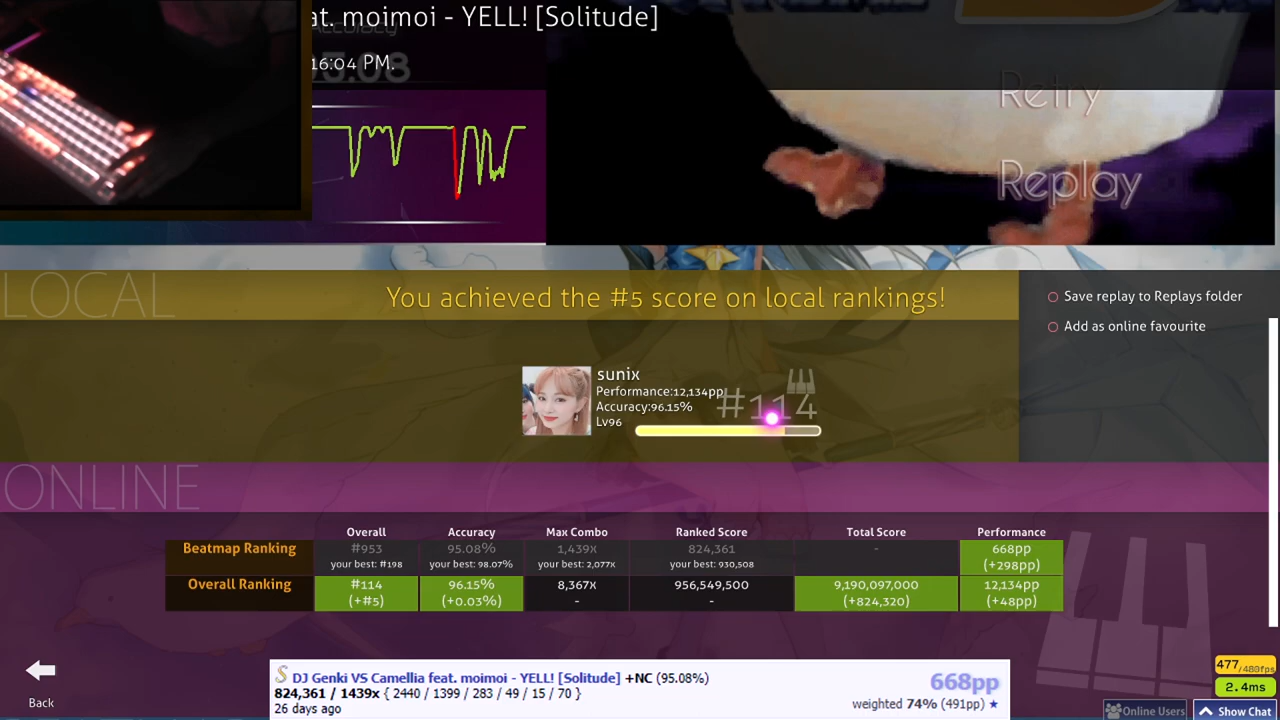 at. moimoi - YELL! [Solitude]
Accuracy
16:04 PM.
95.08
Retry
Replay
LOCAL
You achieved the #5 score on local rankings!
Save replay to Replays folder
Add as online favourite
sunix
Performance:12,134pp
Accuracy:96.15%
Lv96
#114
ONLINE
Overall Accuracy Max Combo Ranked Score Total Score Performance
Beatmap Ranking #953 95.08% 1,439x 824,361 - 668pp
your best: #198 your best: 98.07% your best: 2,077x your best: 930,508 (+298pp)
Overall Ranking #114 96.15% 8,367x 956,549,500 9,190,097,000 12,134pp
(+#5) (+0.03%) - - (+824,320) (+48pp)
Back
DJ Genki VS Camellia feat. moimoi - YELL! [Solitude] +NC (95.08%)
824,361 / 1439x { 2440 / 1399 / 283 / 49 / 15 / 70 }
26 days ago
668pp
weighted 74% (491pp) ★
477/480fps
2.4ms
Online Users
Show Chat